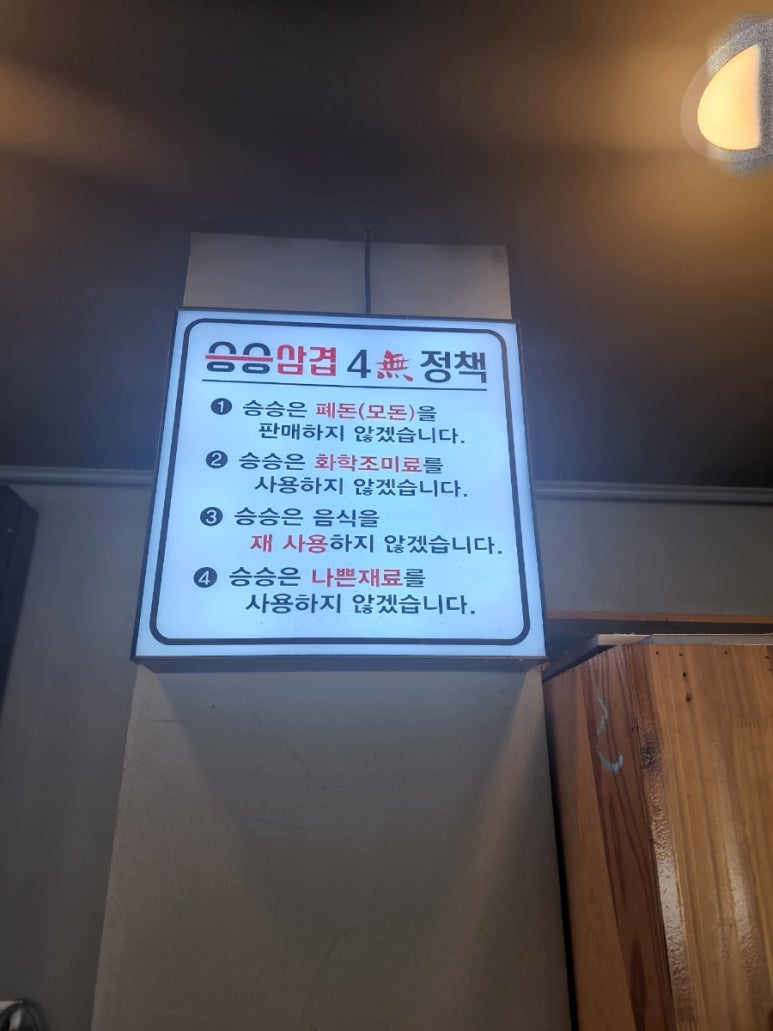 승승삼겹 4無 정책
❶ 승승은 폐돈(모돈)을
판매하지 않겠습니다.
❷ 승승은 화학조미료를
사용하지 않겠습니다.
❸ 승승은 음식을
재 사용하지 않겠습니다.
❹ 승승은 나쁜재료를
사용하지 않겠습니다.